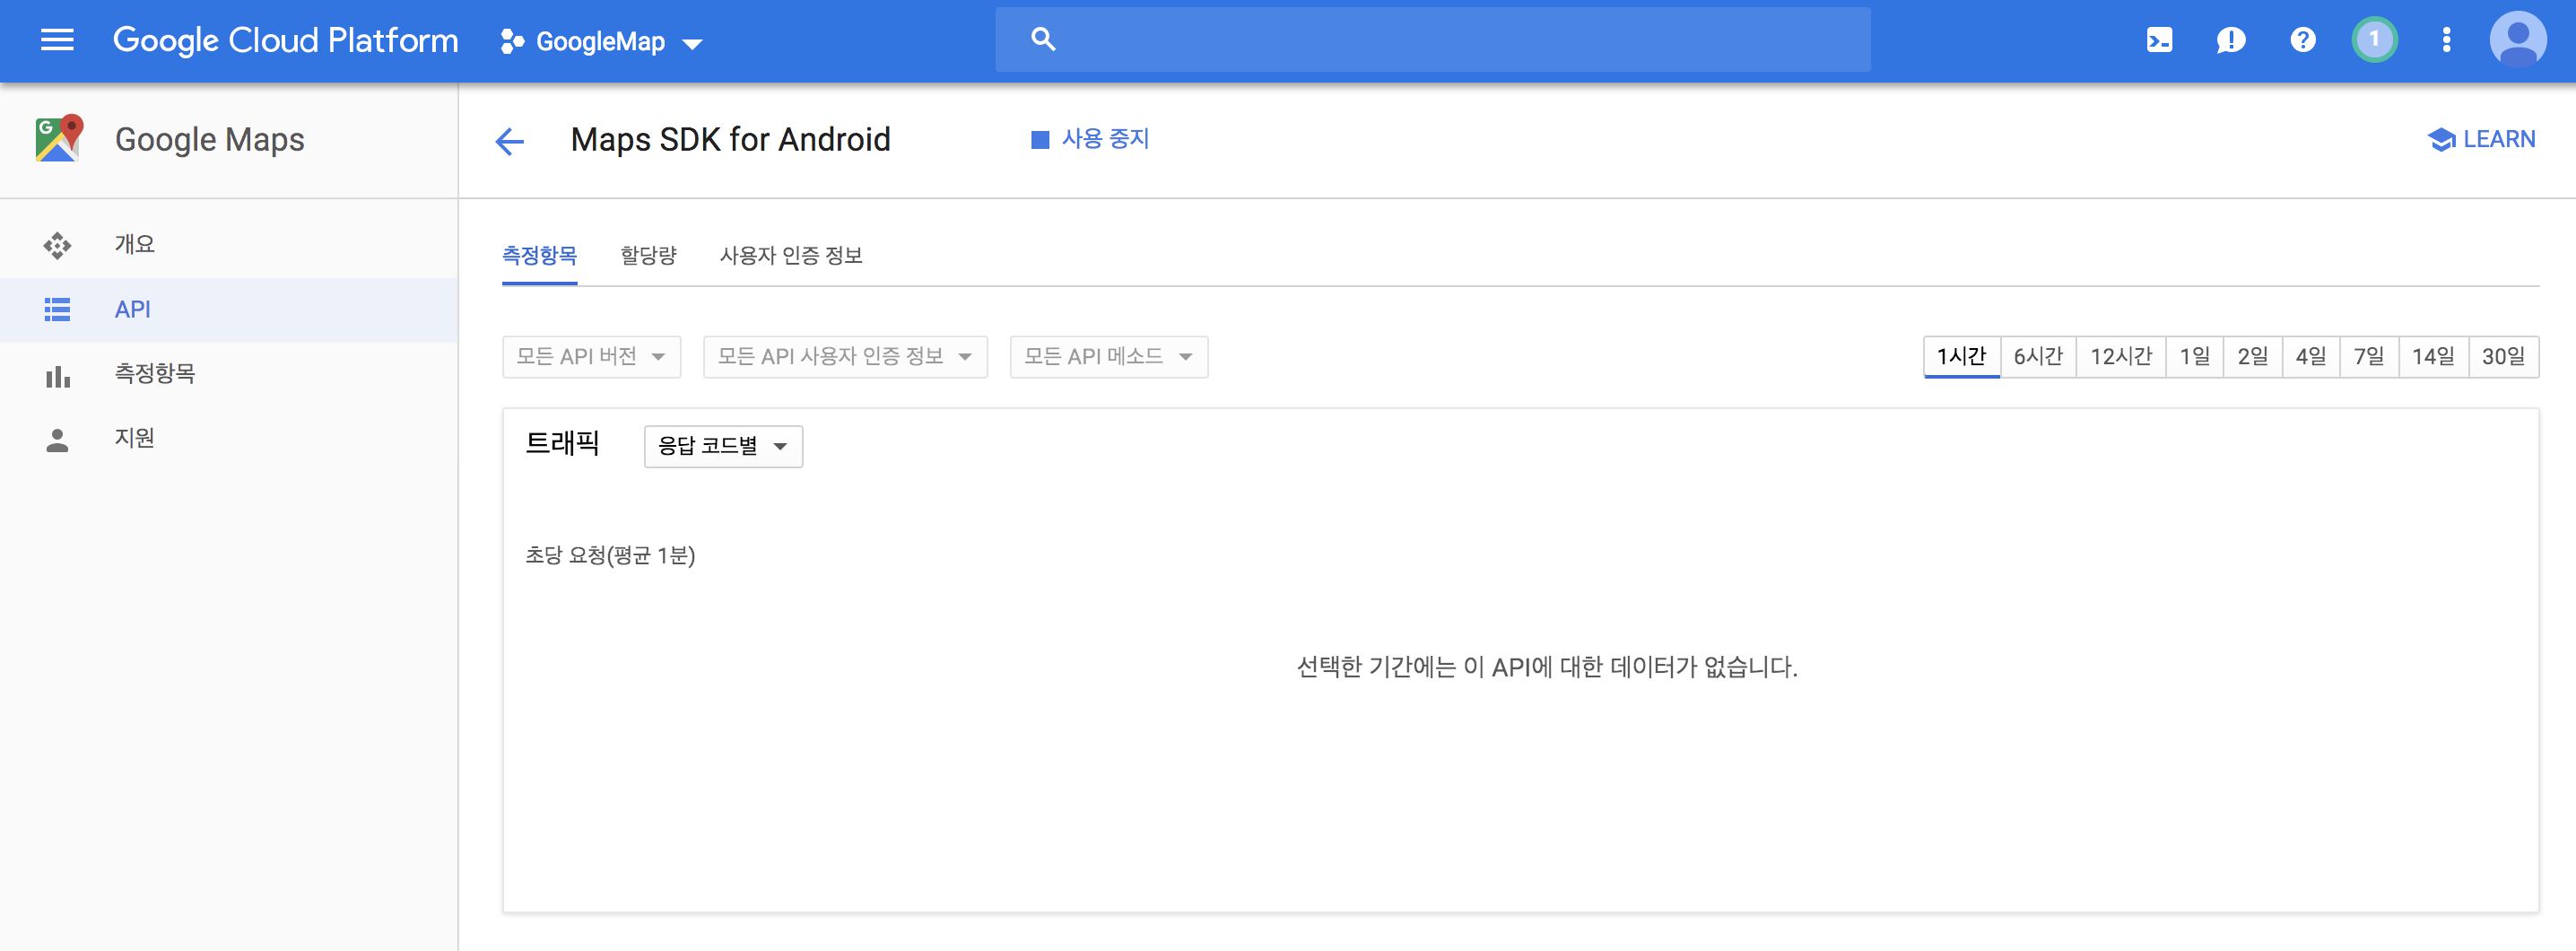 Google Cloud Platform GoogleMap 1
Google Maps
Maps SDK for Android 사용 중지 LEARN
개요
API
측정항목
지원
측정항목 할당량 사용자 인증 정보
모든 API 버전 모든 API 사용자 인증 정보 모든 API 메소드 1시간 6시간 12시간 1일 2일 4일 7일 14일 30일
트래픽 응답 코드별
초당 요청(평균 1분)
선택한 기간에는 이 API에 대한 데이터가 없습니다.